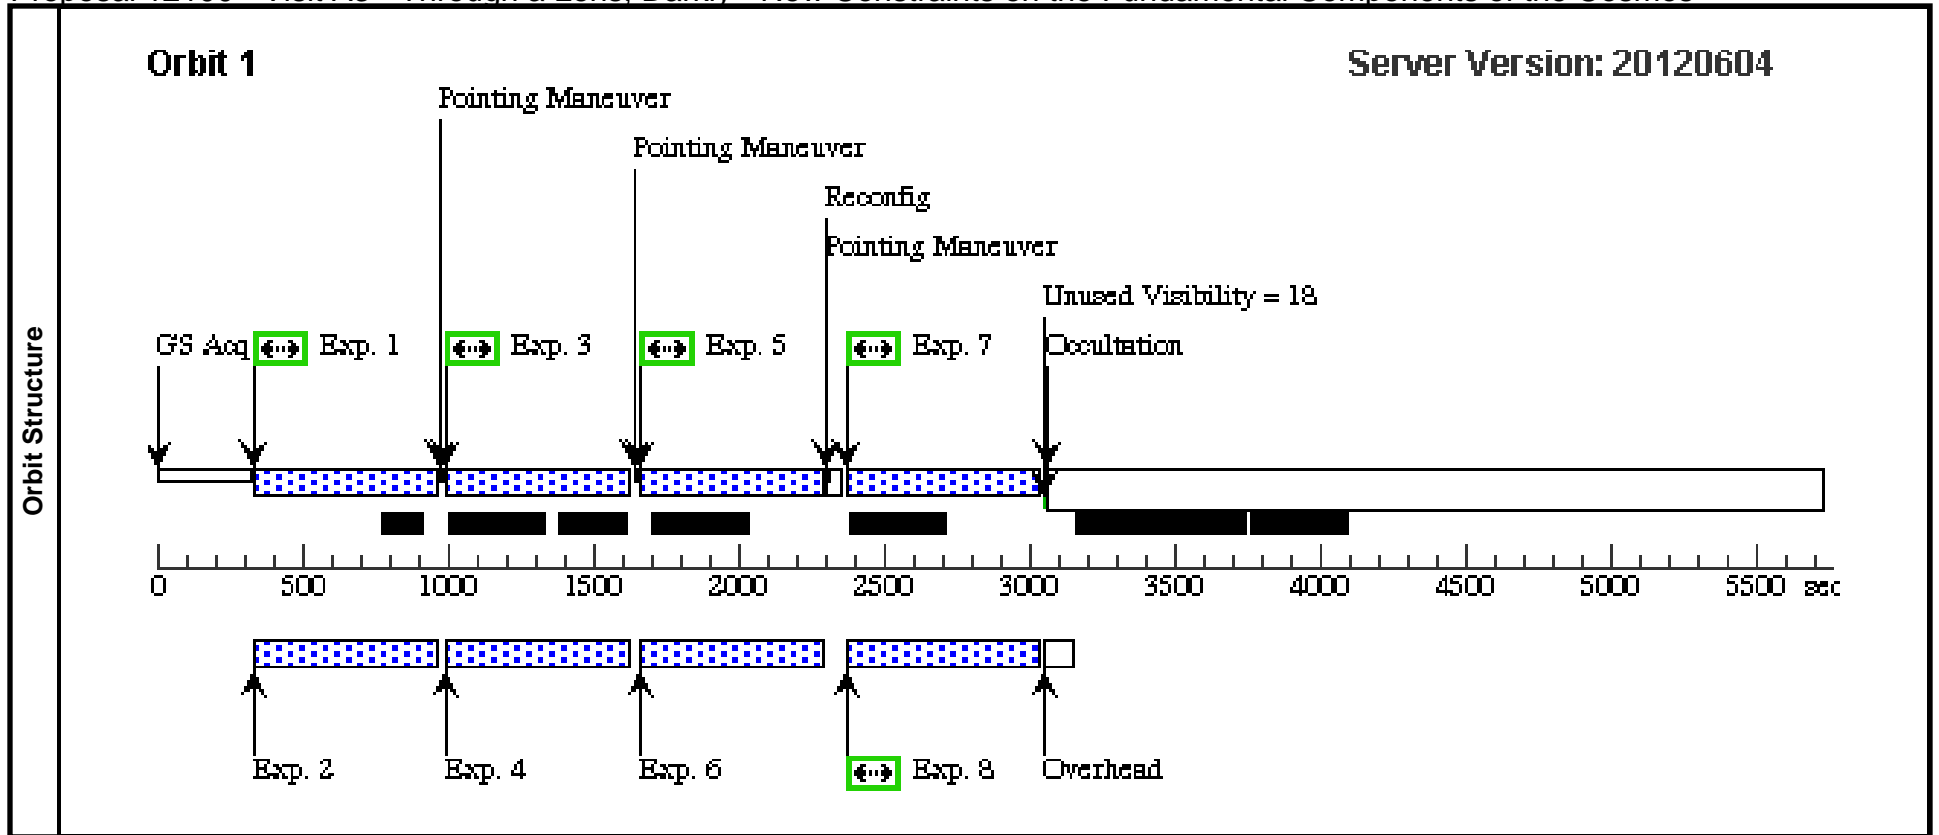 Orbit 1
Server Version: 20120604
Pointing Maneuver
Pointing Maneuver
Reconfig
Pointing Maneuver
Unused Visibility = 18
GS Acq Exp. 1 Exp. 3 Exp. 5 Exp. 7 Occultation
Orbit Structure
0 500 1000 1500 2000 2500 3000 3500 4000 4500 5000 5500 sec
Exp. 2 Exp. 4 Exp. 6 Exp. 8 Overhead